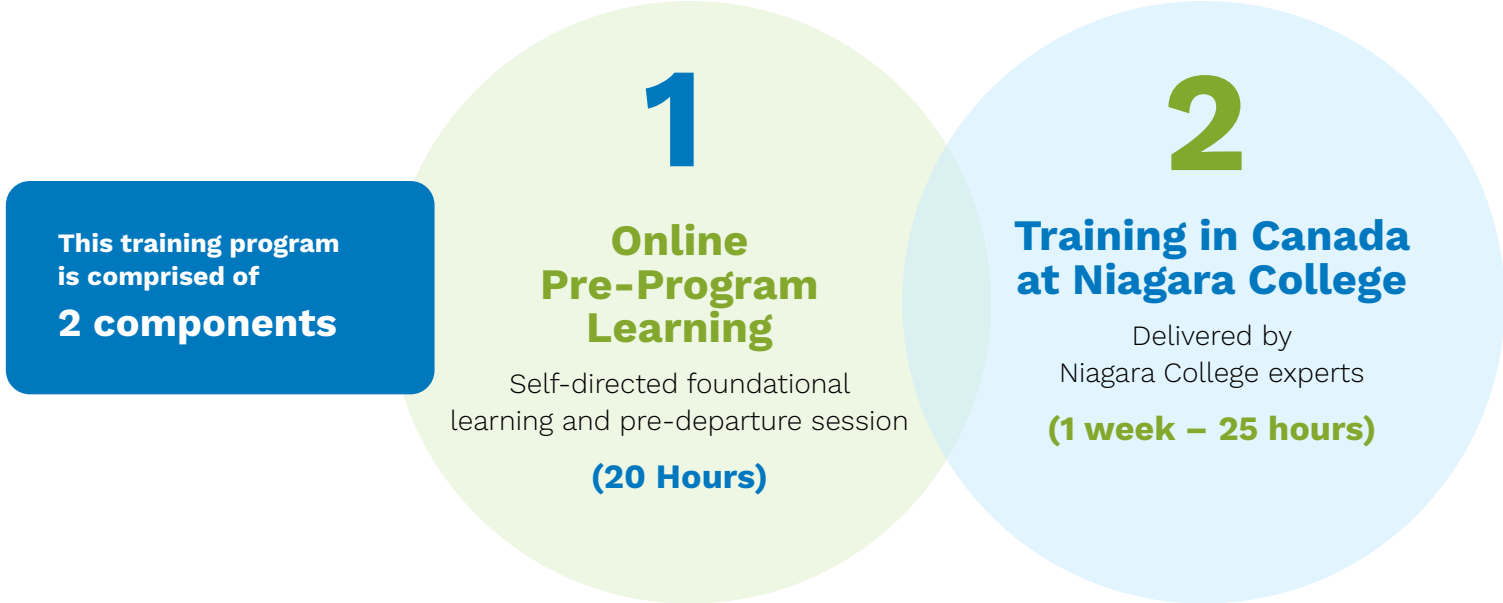 This training program
is comprised of
2 components
1
Online
Pre-Program
Learning
Self-directed foundational
learning and pre-departure session
(20 Hours)
2
Training in Canada
at Niagara College
Delivered by
Niagara College experts
(1 week – 25 hours)